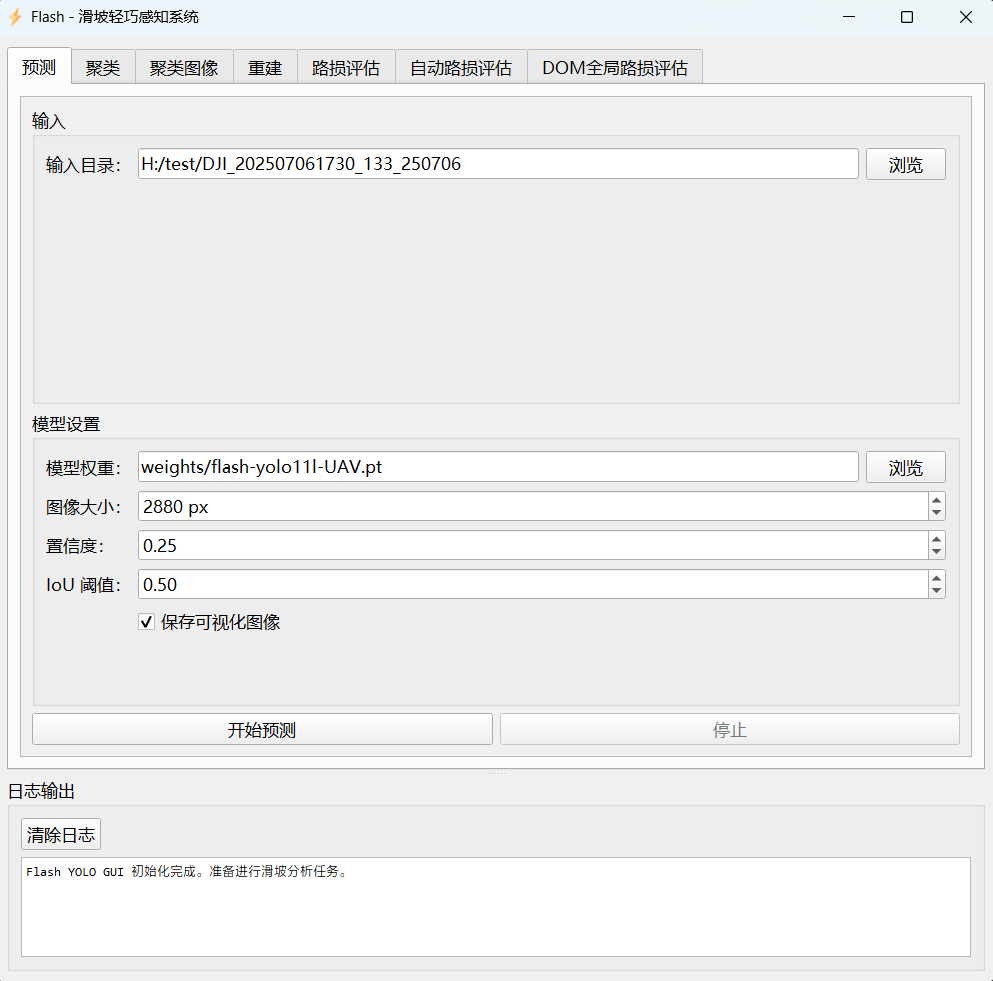 Flash - 滑坡轻巧感知系统
预测 聚类 聚类图像 重建 路损评估 自动路损评估 DOM全局路损评估
输入
输入目录： H:/test/DJI_202507061730_133_250706 浏览
模型设置
模型权重： weights/flash-yolo11l-UAV.pt 浏览
图像大小： 2880 px
置信度： 0.25
IoU 阈值： 0.50
保存可视化图像
开始预测 停止
日志输出
清除日志
Flash YOLO GUI 初始化完成。准备进行滑坡分析任务。